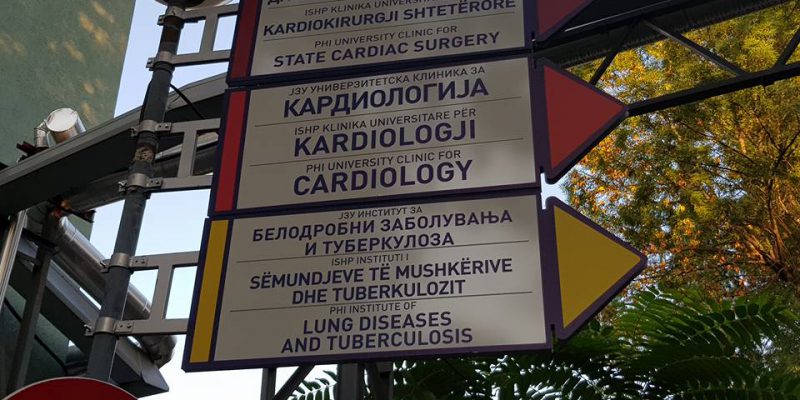 ISHP KLINIKA UNIVERSITARE
KARDIOKIRURGJI SHTETËRORE
PHI UNIVERSITY CLINIC FOR
STATE CARDIAC SURGERY
ЈЗУ УНИВЕРЗИТЕТСКА КЛИНИКА ЗА
КАРДИОЛОГИЈА
ISHP KLINIKA UNIVERSITARE PËR
KARDIOLOGJI
PHI UNIVERSITY CLINIC FOR
CARDIOLOGY
ЈЗУ ИНСТИТУТ ЗА
БЕЛОДРОБНИ ЗАБОЛУВАЊА
И ТУБЕРКУЛОЗА
ISHP INSTITUTI I
SËMUNDJEVE TË MUSHKËRIVE
DHE TUBERKULOZIT
PHI INSTITUTE OF
LUNG DISEASES
AND TUBERCULOSIS